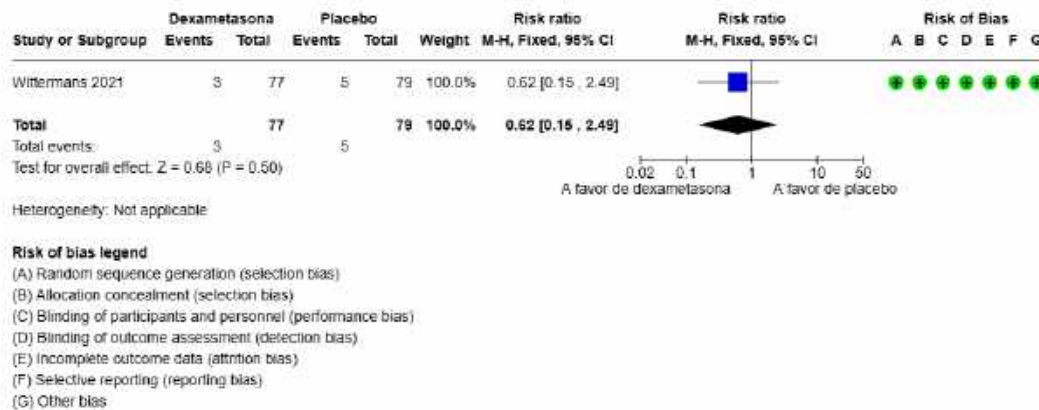 Dexametasona Placebo Risk ratio Risk ratio Risk of Bias
Study or Subgroup Events Total Events Total Weight M-H, Fixed, 95% CI M-H, Fixed, 95% CI A B C D E F G
Wittermans 2021 3 77 5 79 100.0% 0.62 [0.15 , 2.49] + + + + + + +
Total 77 79 100.0% 0.62 [0.15 , 2.49]
Total events: 3 5
Test for overall effect: Z = 0.68 (P = 0.50)
0.02 0.1 1 10 50
A favor de dexametasona A favor de placebo
Heterogeneity: Not applicable
Risk of bias legend
(A) Random sequence generation (selection bias)
(B) Allocation concealment (selection bias)
(C) Blinding of participants and personnel (performance bias)
(D) Blinding of outcome assessment (detection bias)
(E) Incomplete outcome data (attrition bias)
(F) Selective reporting (reporting bias)
(G) Other bias